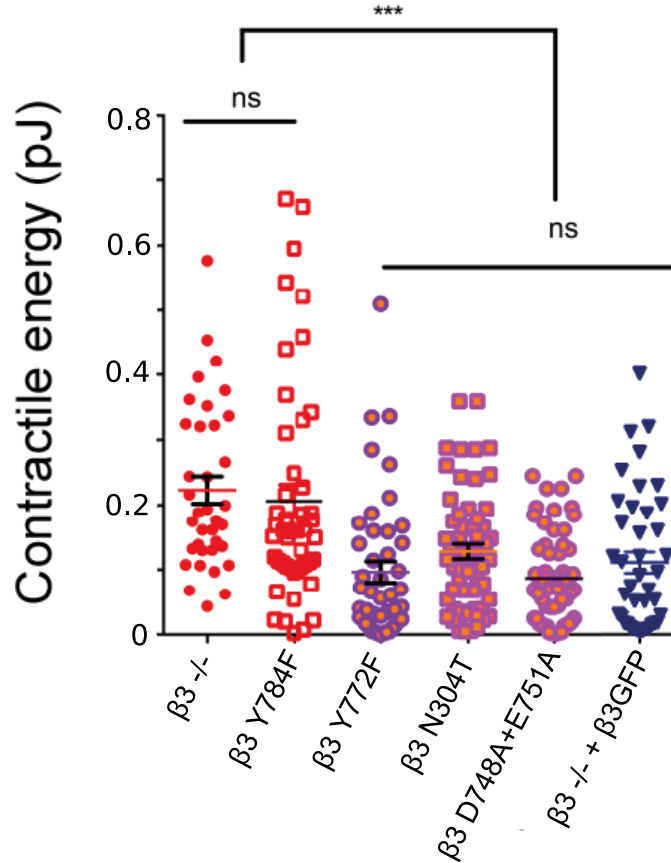 ***
ns
ns
Contractile energy (pJ)
0.8
0.6
0.4
0.2
0
β3 -/-
β3 Y784F
β3 Y772F
β3 N304T
β3 D748A+E751A
β3 -/- + β3GFP